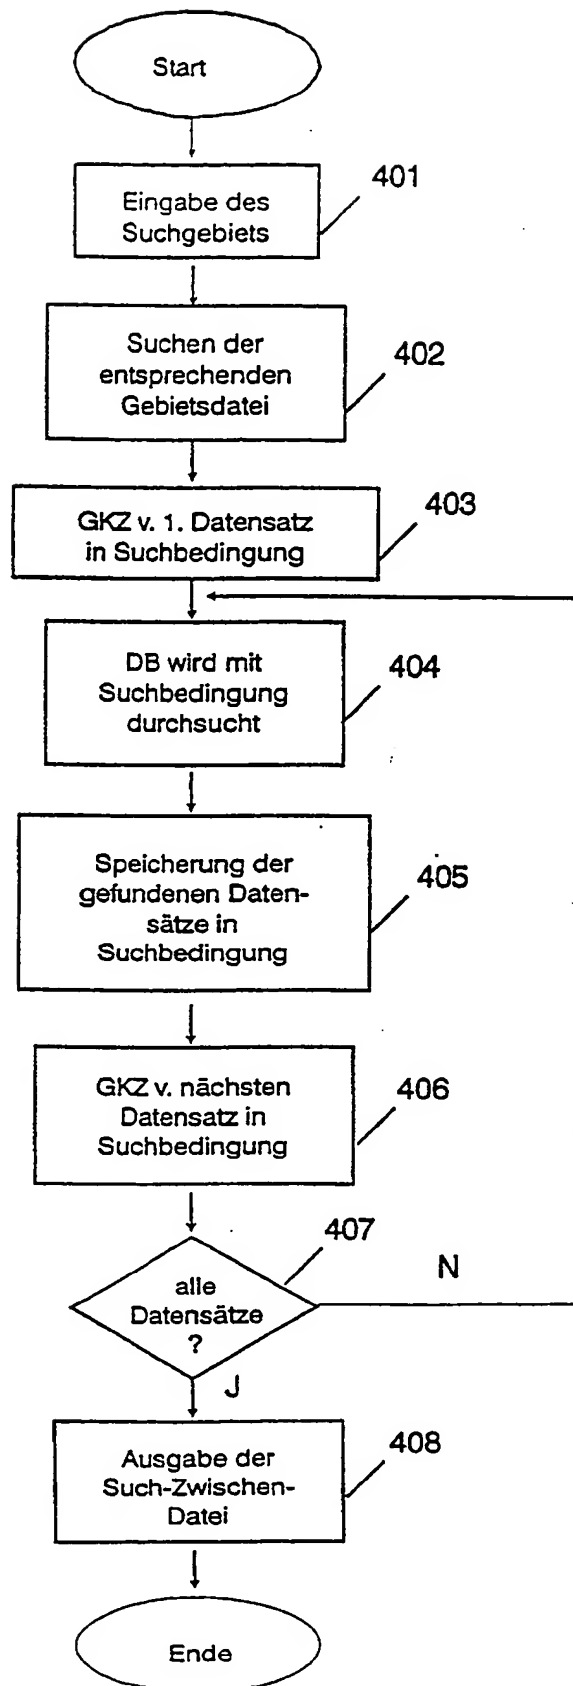 Start
401
Eingabe des
Suchgebiets
402
Suchen der
entsprechenden
Gebietsdatei
403
GKZ v. 1. Datensatz
in Suchbedingung
404
DB wird mit
Suchbedingung
durchsucht
405
Speicherung der
gefundenen Daten-
sätze in
Suchbedingung
406
GKZ v. nächsten
Datensatz in
Suchbedingung
407
N
alle
Datensätze
?
J
408
Ausgabe der
Such-Zwischen-
Datei
Ende